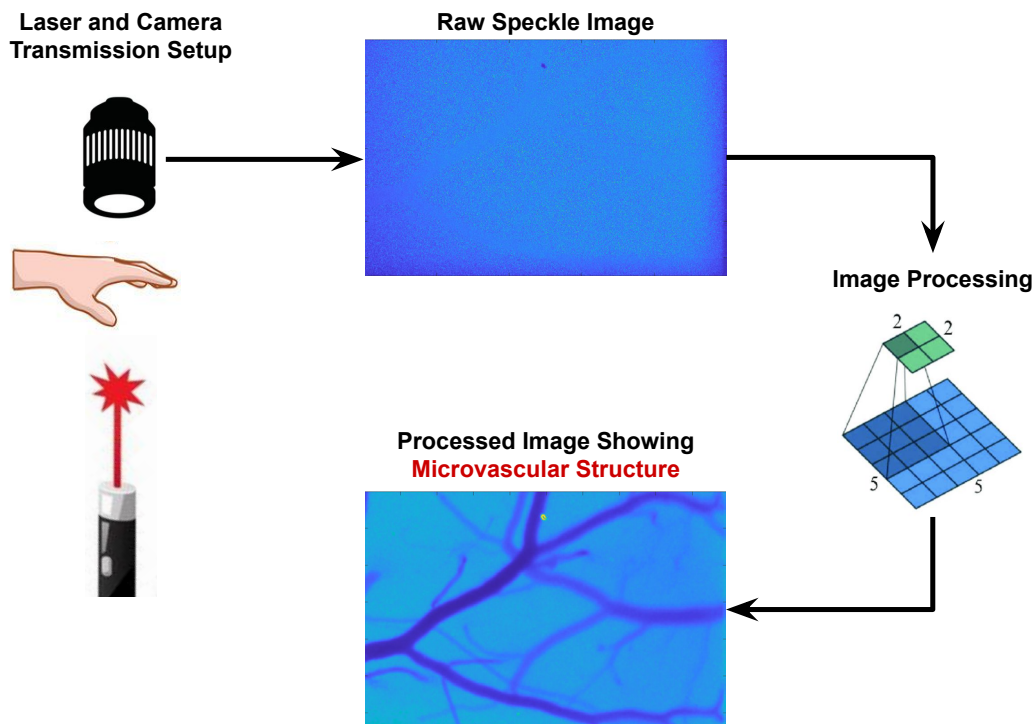 Laser and Camera
Transmission Setup
Raw Speckle Image
Image Processing
2
2
5
5
Processed Image Showing
Microvascular Structure